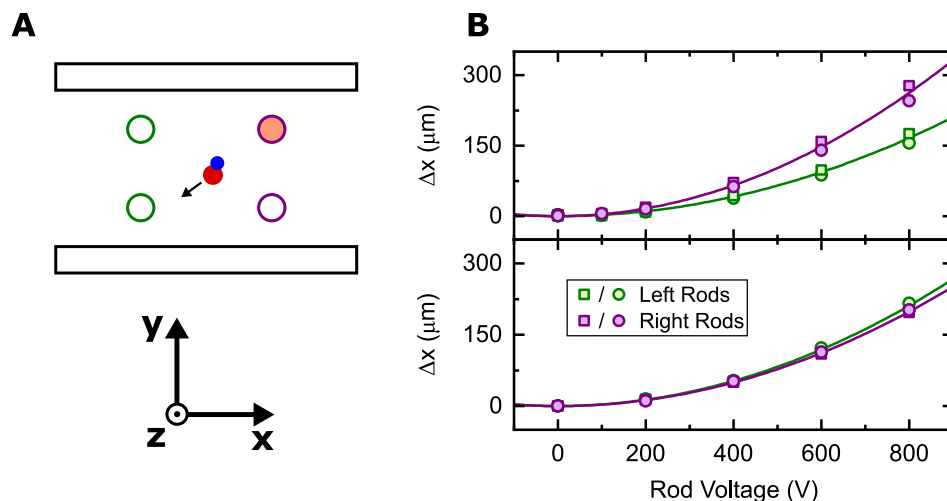 A
y
z
x
B
300
150
0
Δx (μm)
300
150
0
Δx (μm)
/ Left Rods
/ Right Rods
0 200 400 600 800
Rod Voltage (V)